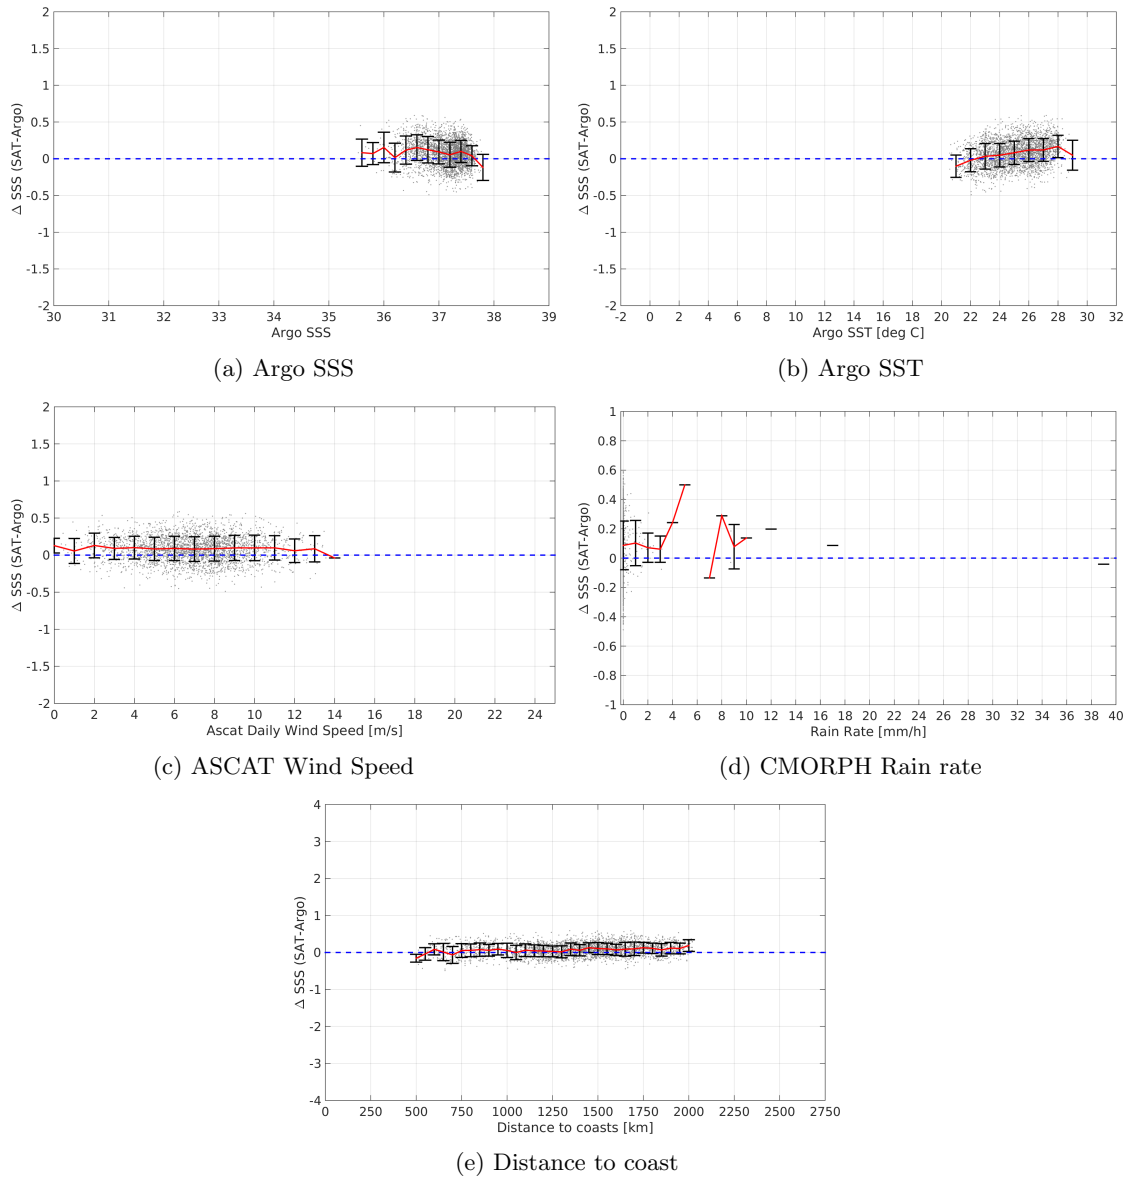 2
1.5
1
0.5
0
-0.5
-1
-1.5
-2
Δ SSS (SAT-Argo)
30 31 32 33 34 35 36 37 38 39
Argo SSS
(a) Argo SSS
2
1.5
1
0.5
0
-0.5
-1
-1.5
-2
Δ SSS (SAT-Argo)
-2 0 2 4 6 8 10 12 14 16 18 20 22 24 26 28 30 32
Argo SST [deg C]
(b) Argo SST
2
1.5
1
0.5
0
-0.5
-1
-1.5
-2
Δ SSS (SAT-Argo)
0 2 4 6 8 10 12 14 16 18 20 22 24
Ascat Daily Wind Speed [m/s]
(c) ASCAT Wind Speed
1
0.8
0.6
0.4
0.2
0
-0.2
-0.4
-0.6
-0.8
-1
Δ SSS (SAT-Argo)
0 2 4 6 8 10 12 14 16 18 20 22 24 26 28 30 32 34 36 38 40
Rain Rate [mm/h]
(d) CMORPH Rain rate
4
3
2
1
0
-1
-2
-3
-4
Δ SSS (SAT-Argo)
0 250 500 750 1000 1250 1500 1750 2000 2250 2500 2750
Distance to coasts [km]
(e) Distance to coast